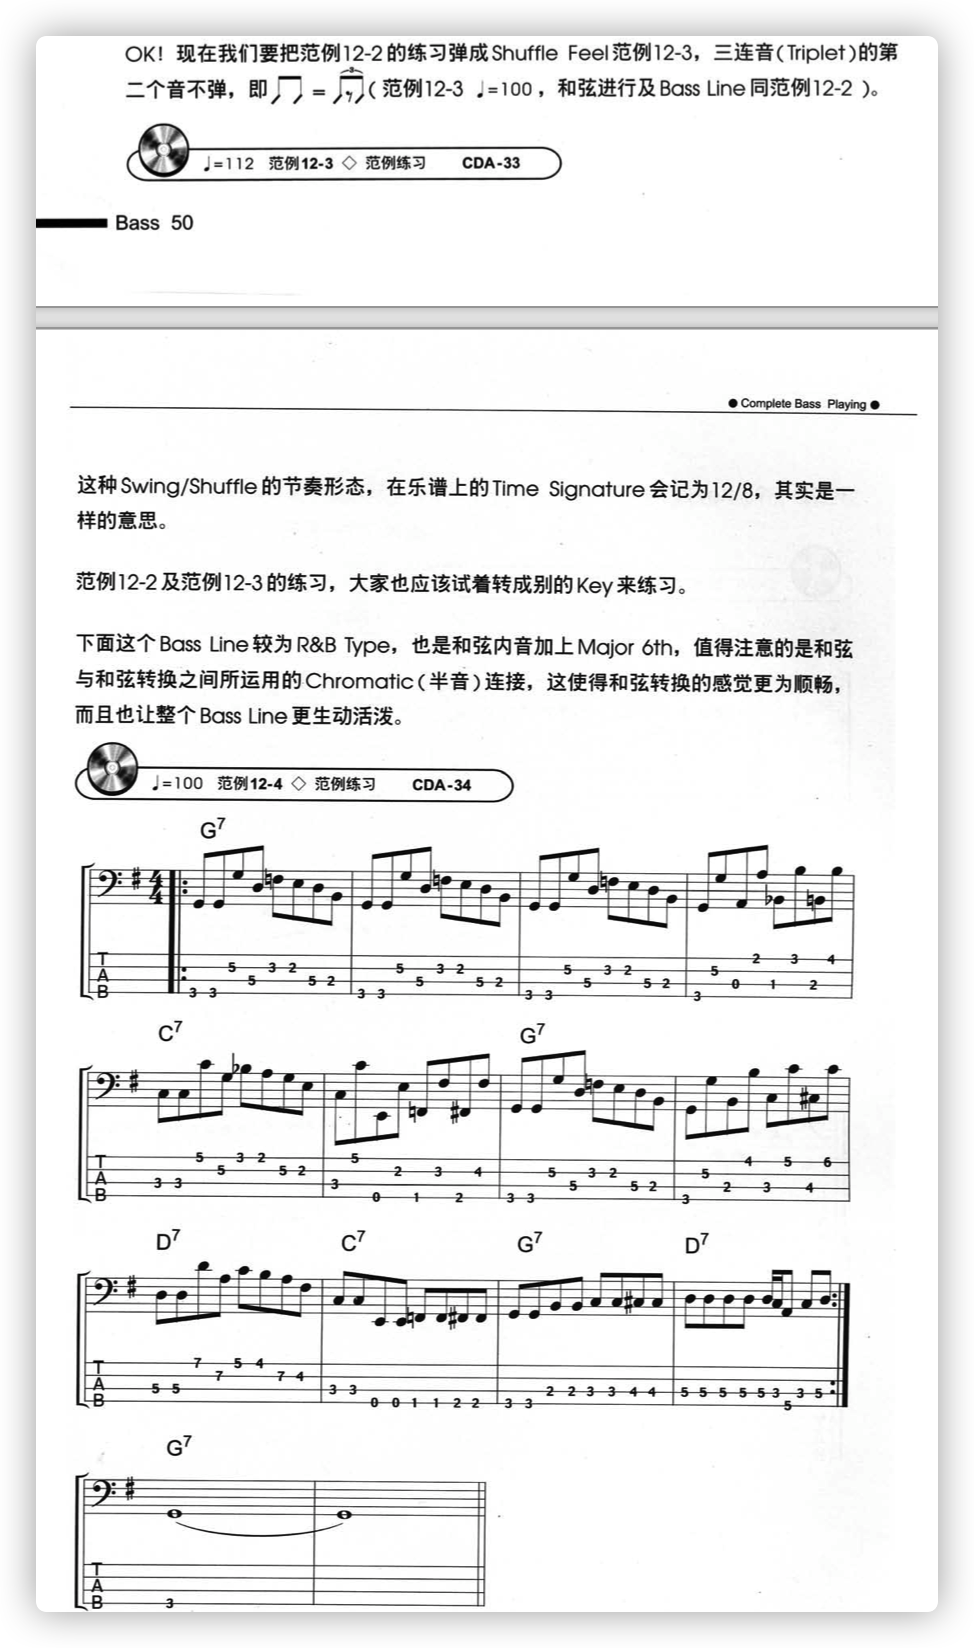 OK！现在我们要把范例12-2的练习弹成Shuffle Feel范例12-3，三连音(Triplet)的第
二个音不弹，即 ♫ = 3 (范例12-3 ♩=100，和弦进行及Bass Line同范例12-2 )。
♩=112 范例12-3 ◇ 范例练习 CDA-33
Bass 50
● Complete Bass Playing ●
这种Swing/Shuffle的节奏形态，在乐谱上的Time Signature会记为12/8，其实是一
样的意思。
范例12-2及范例12-3的练习，大家也应该试着转成别的Key来练习。
下面这个Bass Line较为R&B Type，也是和弦内音加上Major 6th，值得注意的是和弦
与和弦转换之间所运用的Chromatic(半音)连接，这使得和弦转换的感觉更为顺畅，
而且也让整个Bass Line更生动活泼。
♩=100 范例12-4 ◇ 范例练习 CDA-34
G7
4 4
T A B 3 3 5 5 3 2 5 2 3 3 5 5 3 2 5 2 3 3 5 5 3 2 5 2 3 5 0 2 1 3 2 4
C7 G7
T A B 3 3 5 5 3 2 5 2 3 5 0 2 1 3 2 4 3 3 5 5 3 2 5 2 3 5 2 4 3 5 4 6
D7 C7 G7 D7
T A B 5 5 7 7 5 4 7 4 3 3 0 0 1 1 2 2 3 3 2 2 3 3 4 4 5 5 5 5 5 3 5 3 5
G7
T A B 3